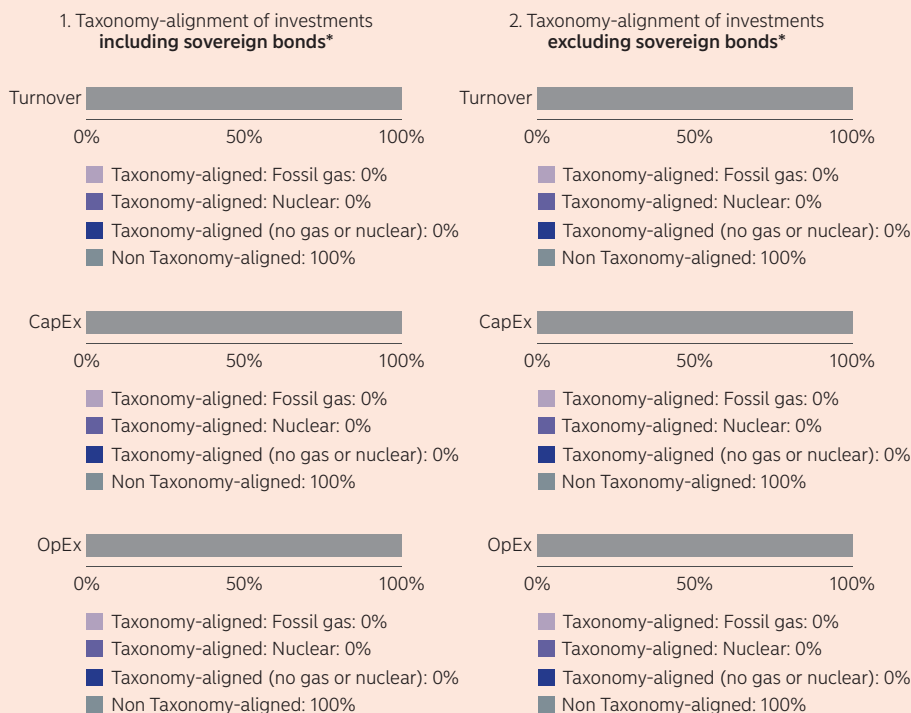 1. Taxonomy-alignment of investments
including sovereign bonds*
Turnover
0% 50% 100%
Taxonomy-aligned: Fossil gas: 0%
Taxonomy-aligned: Nuclear: 0%
Taxonomy-aligned (no gas or nuclear): 0%
Non Taxonomy-aligned: 100%
CapEx
0% 50% 100%
Taxonomy-aligned: Fossil gas: 0%
Taxonomy-aligned: Nuclear: 0%
Taxonomy-aligned (no gas or nuclear): 0%
Non Taxonomy-aligned: 100%
OpEx
0% 50% 100%
Taxonomy-aligned: Fossil gas: 0%
Taxonomy-aligned: Nuclear: 0%
Taxonomy-aligned (no gas or nuclear): 0%
Non Taxonomy-aligned: 100%
2. Taxonomy-alignment of investments
excluding sovereign bonds*
Turnover
0% 50% 100%
Taxonomy-aligned: Fossil gas: 0%
Taxonomy-aligned: Nuclear: 0%
Taxonomy-aligned (no gas or nuclear): 0%
Non Taxonomy-aligned: 100%
CapEx
0% 50% 100%
Taxonomy-aligned: Fossil gas: 0%
Taxonomy-aligned: Nuclear: 0%
Taxonomy-aligned (no gas or nuclear): 0%
Non Taxonomy-aligned: 100%
OpEx
0% 50% 100%
Taxonomy-aligned: Fossil gas: 0%
Taxonomy-aligned: Nuclear: 0%
Taxonomy-aligned (no gas or nuclear): 0%
Non Taxonomy-aligned: 100%